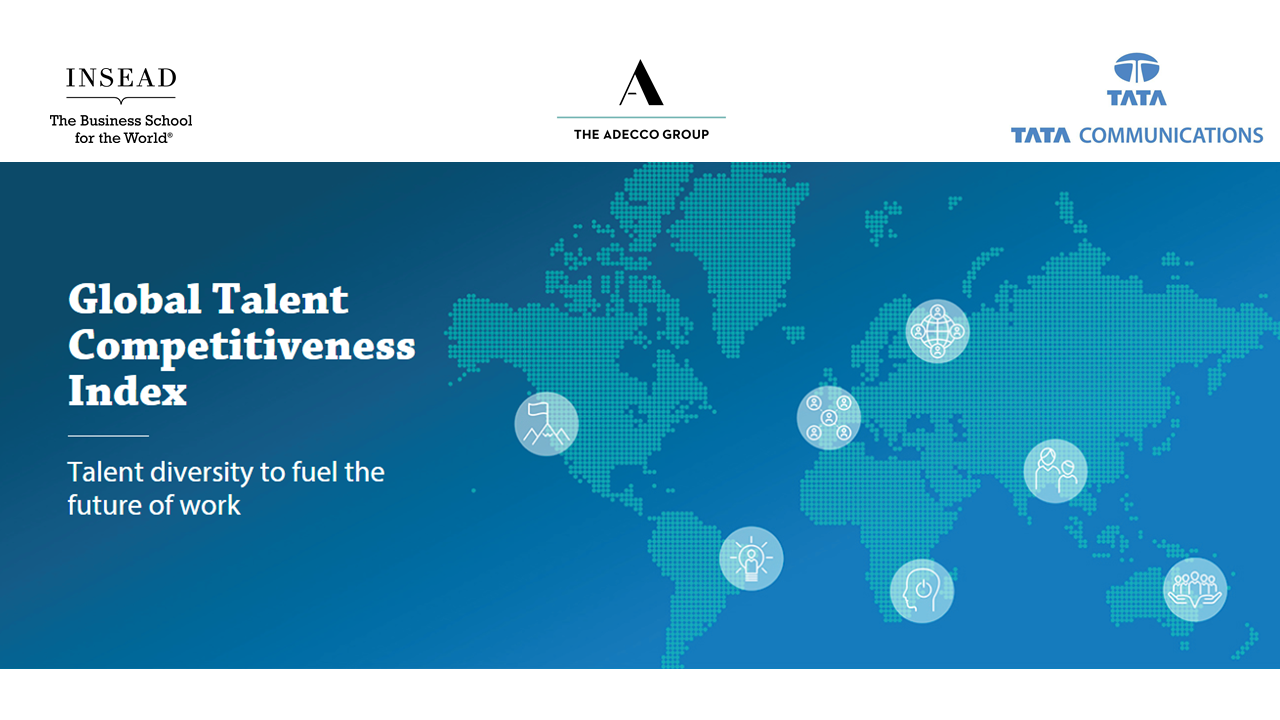 INSEAD
The Business School
for the World®
THE ADECCO GROUP
TATA
TATA COMMUNICATIONS
Global Talent
Competitiveness
Index
Talent diversity to fuel the
future of work